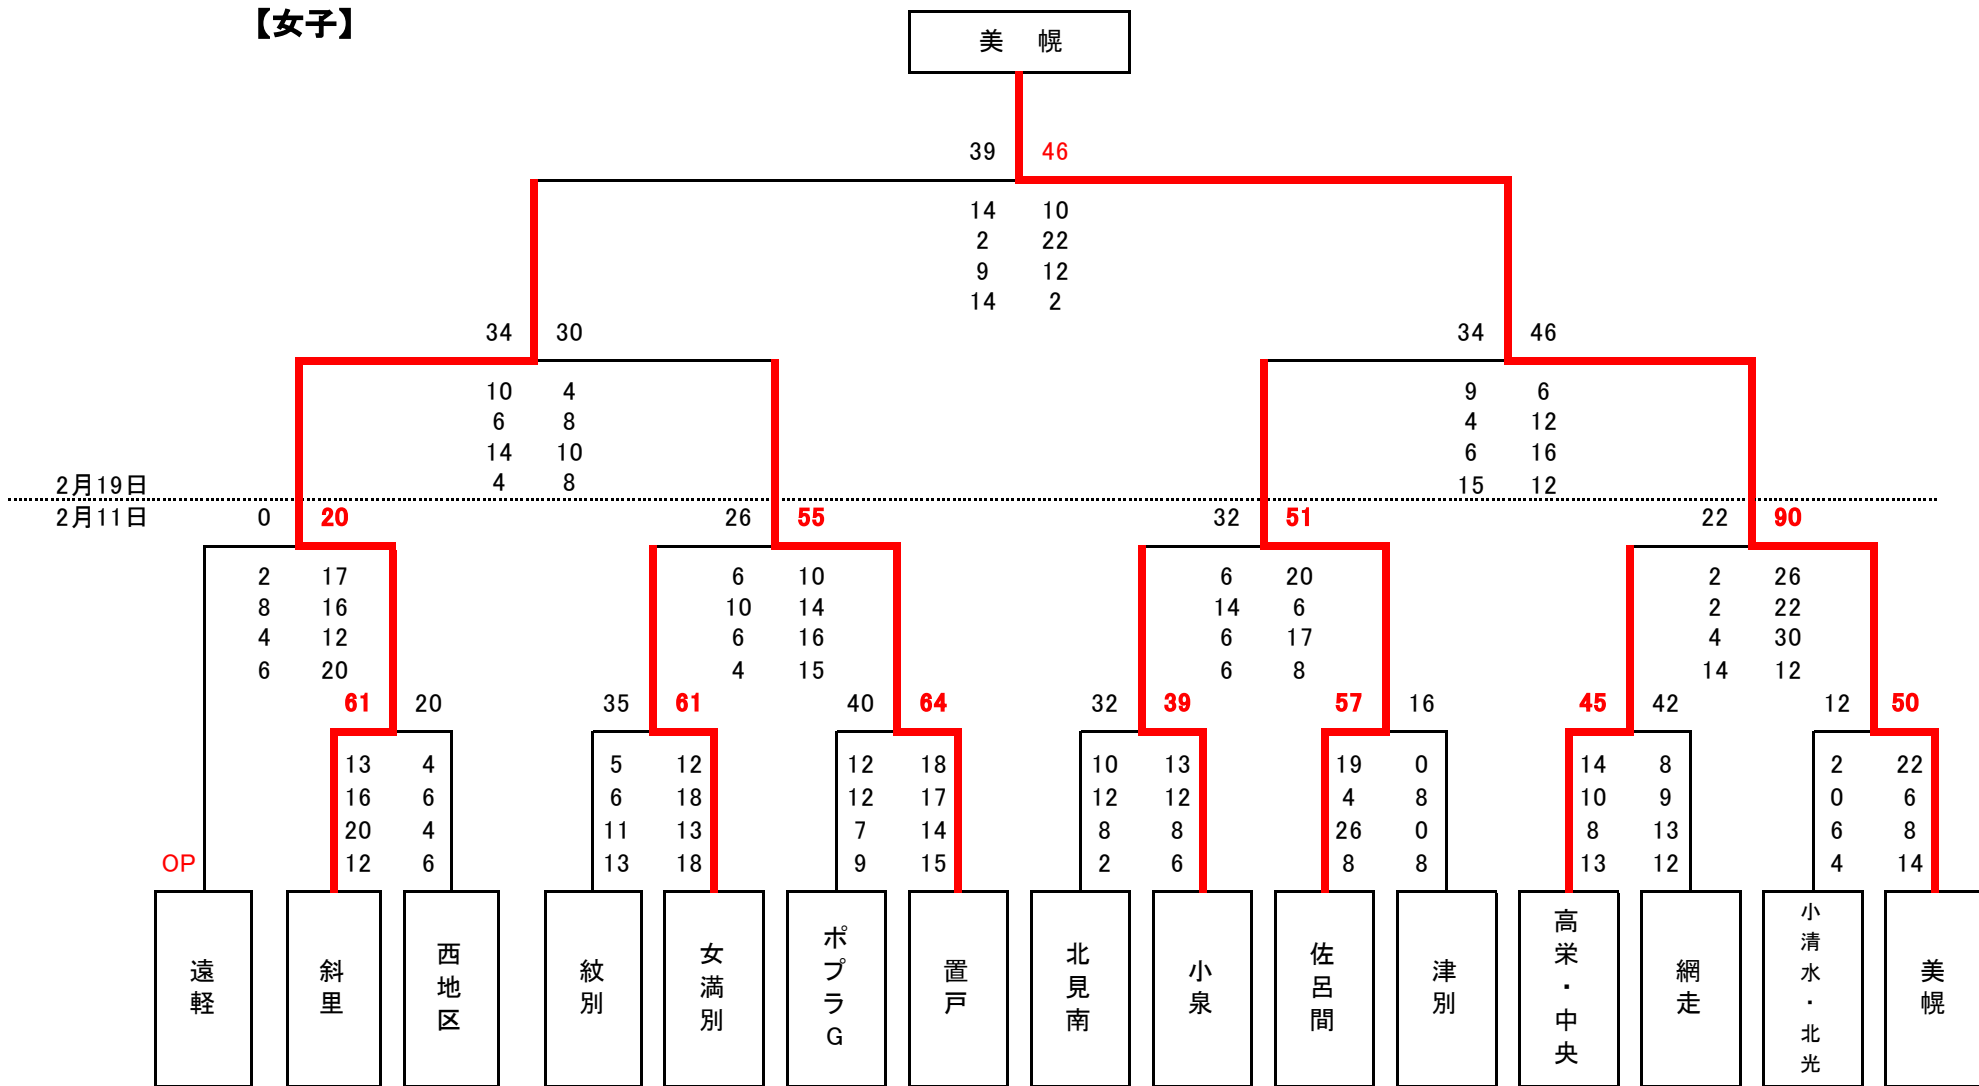 【女子】
美 幌
39 46
14 10
2 22
9 12
14 2
34 30 34 46
10 4 9 6
6 8 4 12
14 10 6 16
2月19日 4 8 15 12
2月11日 0 20 26 55 32 51 22 90
2 17 6 10 6 20 2 26
8 16 10 14 14 6 2 22
4 12 6 16 6 17 4 30
6 20 4 15 6 8 14 12
61 20 35 61 40 64 32 39 57 16 45 42 12 50
13 4 5 12 12 18 10 13 19 0 14 8 2 22
16 6 6 18 12 17 12 12 4 8 10 9 0 6
20 4 11 13 7 14 8 8 26 0 8 13 6 8
OP 12 6 13 18 9 15 2 6 8 8 13 12 4 14
遠軽
斜里
西地区
紋別
女満別
ポプラG
置戸
北見南
小泉
佐呂間
津別
高栄・中央
網走
小清水・北光
美幌